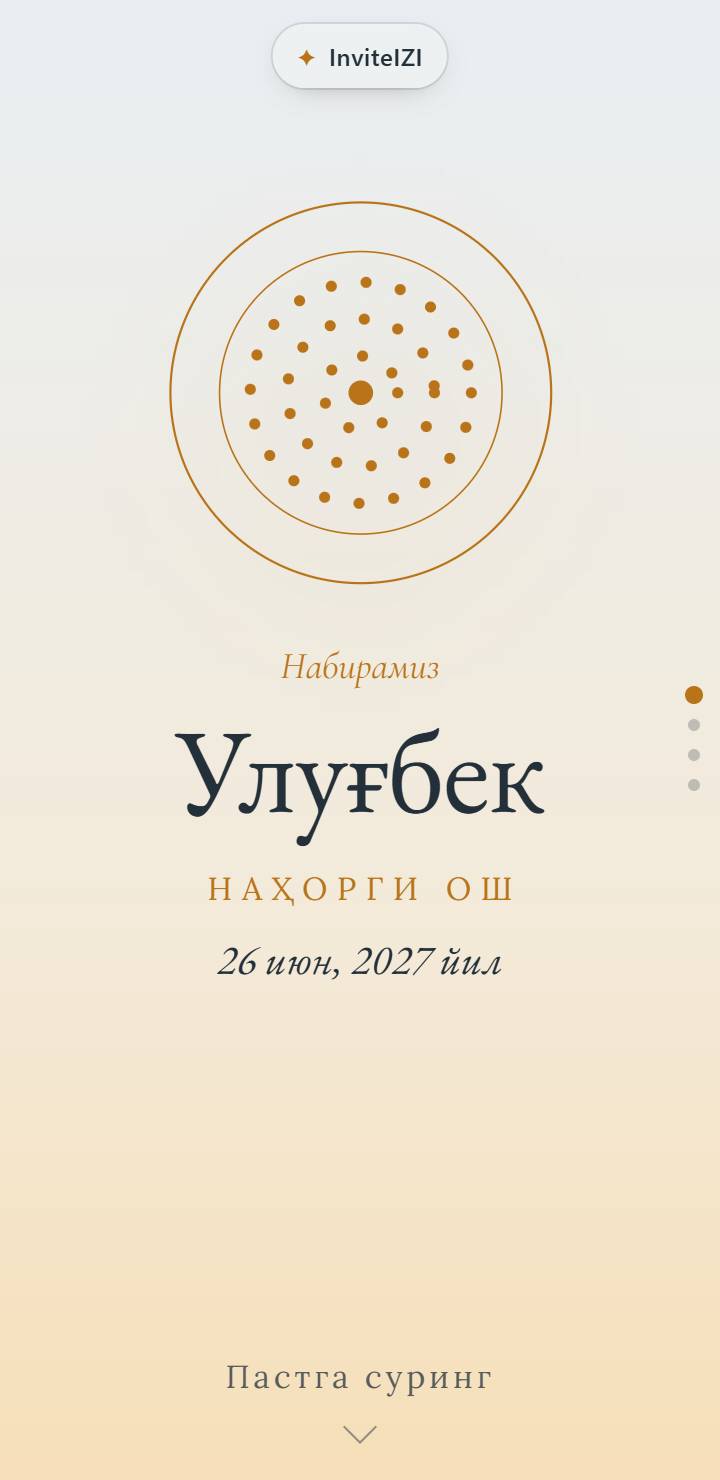 InviteIZI
Набирамиз
Улуғбек
НАҲОРГИ ОШ
26 июн, 2027 йил
Пастга суринг